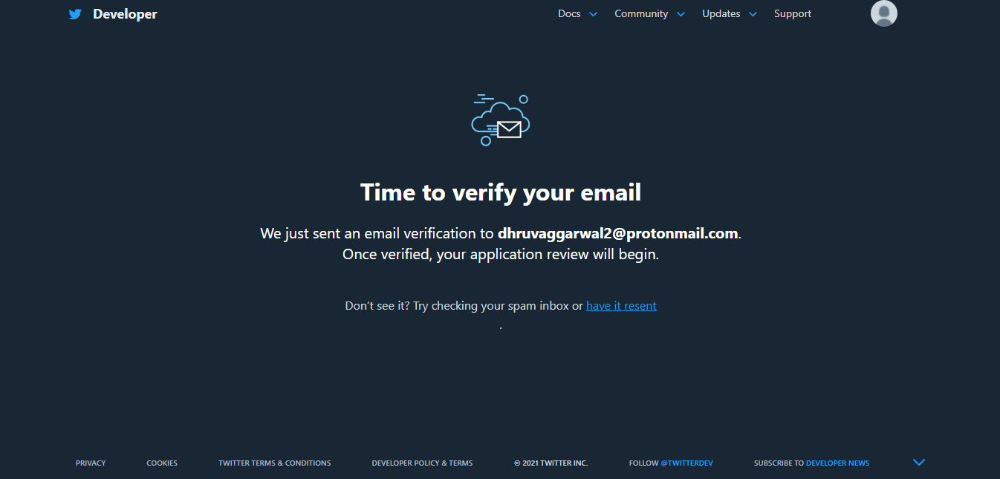 Developer
Docs
Community
Updates
Support
Time to verify your email
We just sent an email verification to dhruvaggarwal2@protonmail.com.
Once verified, your application review will begin.
Don’t see it? Try checking your spam inbox or have it resent
.
PRIVACY
COOKIES
TWITTER TERMS & CONDITIONS
DEVELOPER POLICY & TERMS
© 2021 TWITTER INC.
FOLLOW @TWITTERDEV
SUBSCRIBE TO DEVELOPER NEWS